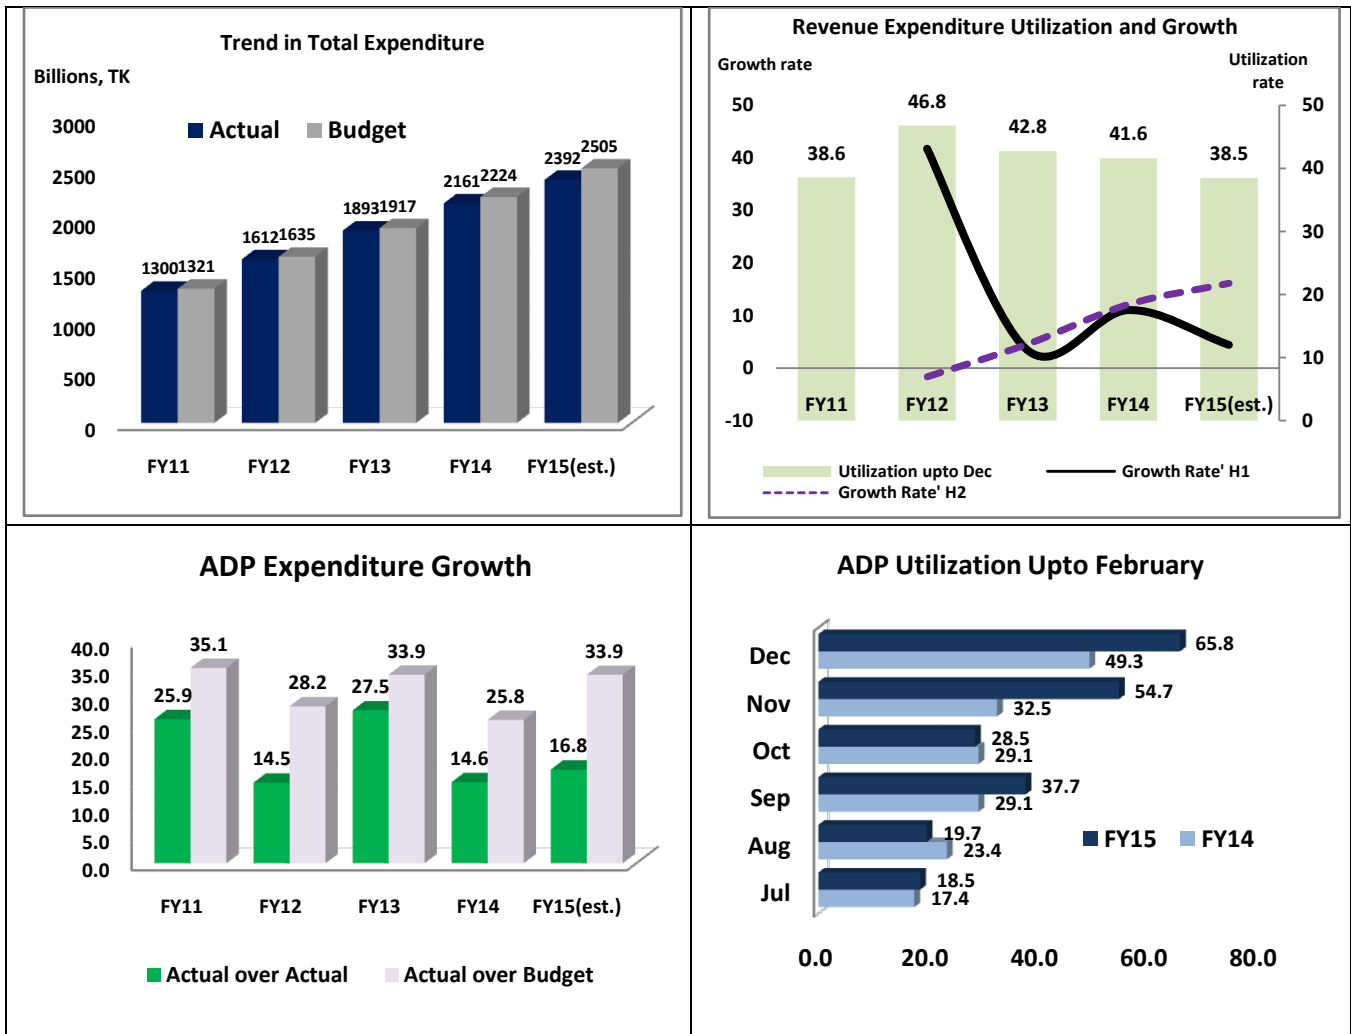 Trend in Total Expenditure
Billions, TK
Actual Budget
3000
2500
2000
1500
1000
500
0
1300 1321
1612 1635
1893 1917
2161 2224
2392 2505
FY11 FY12 FY13 FY14 FY15(est.)
Revenue Expenditure Utilization and Growth
Growth rate
Utilization
rate
50
40
30
20
10
0
-10
38.6 46.8 42.8 41.6 38.5
50
40
30
20
10
0
FY11 FY12 FY13 FY14 FY15(est.)
Utilization upto Dec Growth Rate' H1
Growth Rate' H2
ADP Expenditure Growth
40.0
35.0
30.0
25.0
20.0
15.0
10.0
5.0
0.0
25.9 35.1
14.5 28.2
27.5 33.9
14.6 25.8
16.8 33.9
FY11 FY12 FY13 FY14 FY15(est.)
Actual over Actual Actual over Budget
ADP Utilization Upto February
Dec 65.8
49.3
Nov 54.7
32.5
Oct 28.5
29.1
Sep 37.7
29.1
Aug 19.7
23.4
Jul 18.5
17.4
FY15 FY14
0.0 20.0 40.0 60.0 80.0